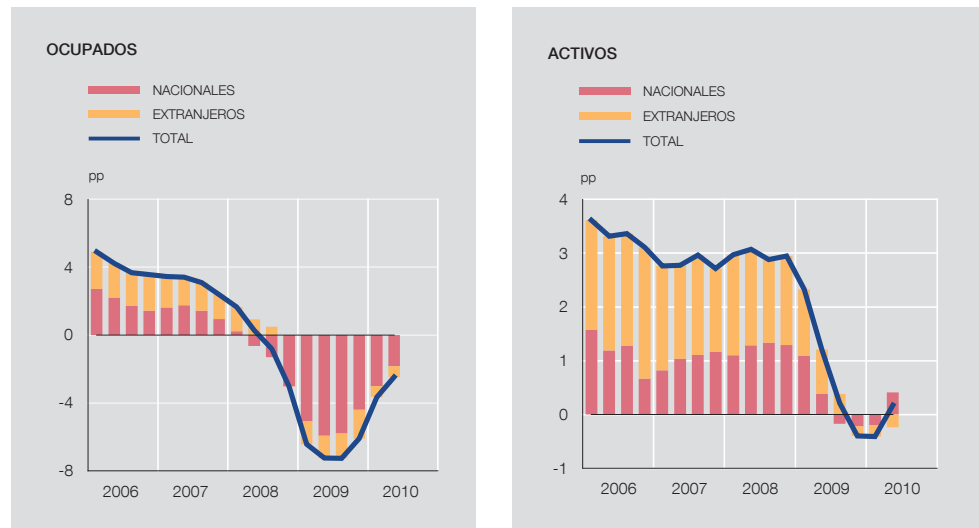 OCUPADOS
NACIONALES
EXTRANJEROS
TOTAL
pp
8
4
0
-4
-8
2006 2007 2008 2009 2010
ACTIVOS
NACIONALES
EXTRANJEROS
TOTAL
pp
4
3
2
1
0
-1
2006 2007 2008 2009 2010